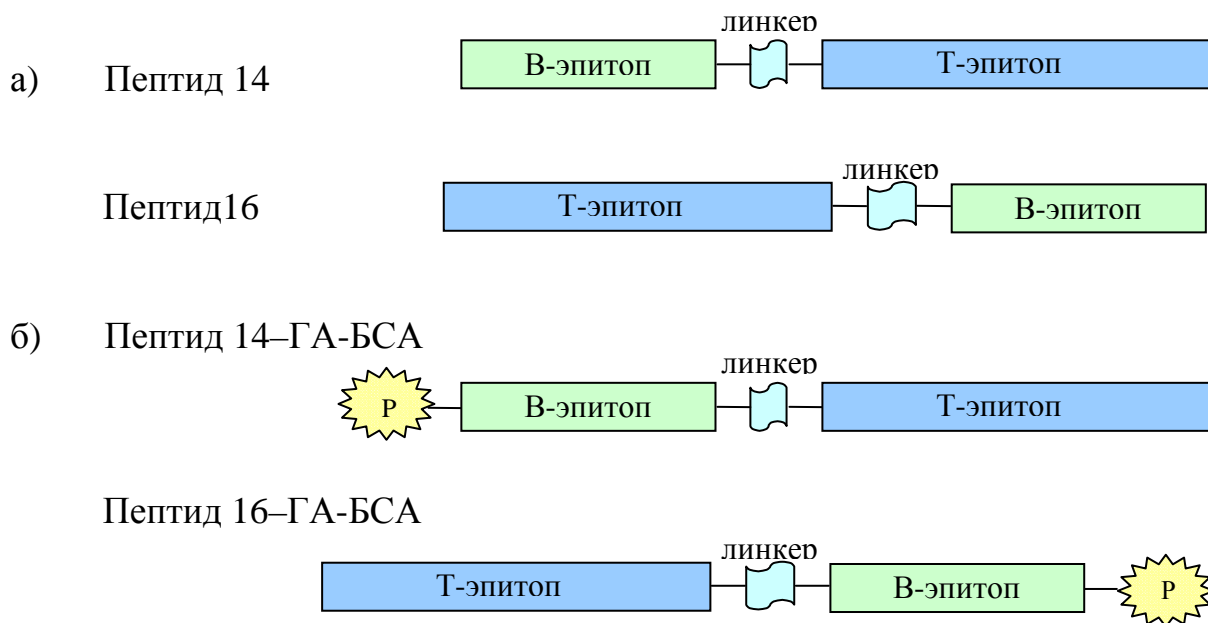 линкер
а) Пептид 14 В-эпитоп Т-эпитоп
линкер
Пептид16 Т-эпитоп В-эпитоп
б) Пептид 14–ГА-БСА
линкер
Р В-эпитоп Т-эпитоп
Пептид 16–ГА-БСА
линкер
Т-эпитоп В-эпитоп Р